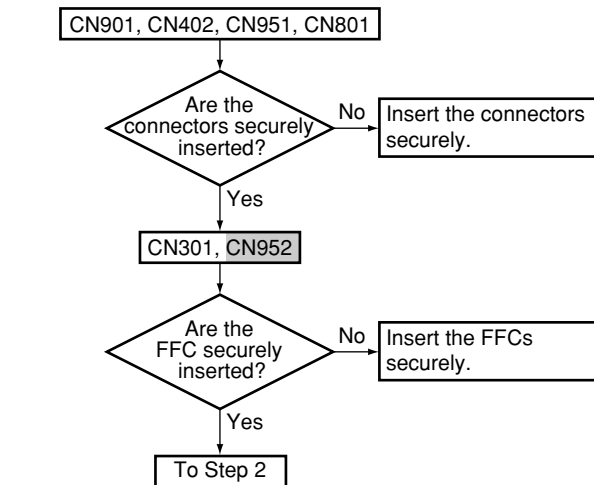 CN901, CN402, CN951, CN801
Are the
connectors securely
inserted?
No
Insert the connectors
securely.
Yes
CN301, CN952
Are the
FFC securely
inserted?
No
Insert the FFCs
securely.
Yes
To Step 2